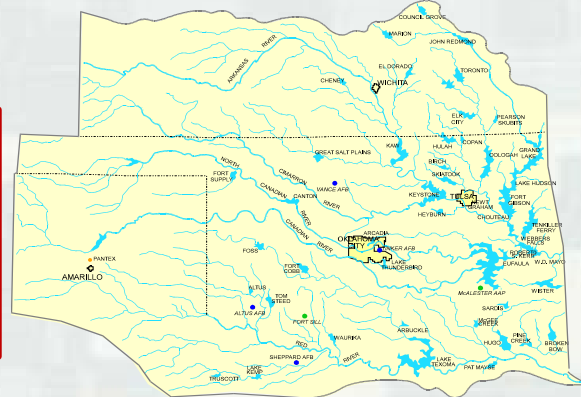 COUNCIL GROVE
MARION
JOHN REDMOND
ARKANSAS RIVER
EL DORADO
TORONTO
CHENEY
WICHITA
ELK
CITY
PEARSON
SKUBITS
KAW
HULAH
COPAN
OOLOGAH
GRAND
LAKE
GREAT SALT PLAINS
BIRCH
SKIATOOK
NORTH CANADIAN RIVER
CIMARRON RIVER
FORT
SUPPLY
VANCE AFB
CANTON
KEYSTONE
TULSA
NEWT
GRAHAM
FORT
GIBSON
LAKE HUDSON
HEYBURN
CHOUTEAU
TENKILLER
FERRY
WEBBERS
FALLS
CANADIAN RIVER
ARCADIA
OKLAHOMA
CITY
TINKER AFB
LAKE
THUNDERBIRD
EUFAULA
W.D. MAYO
FOSS
FORT
COBB
PANTEX
AMARILLO
McALESTER AAP
WISTER
ALTUS
TOM
STEED
ALTUS AFB
FORT SILL
SARDIS
McGEE
CREEK
ARBUCKLE
WAURIKA
HUGO
PINE
CREEK
BROKEN
BOW
RED RIVER
SHEPPARD AFB
LAKE
KEMP
TRUSCOTT
LAKE
TEXOMA
PAT MAYSE